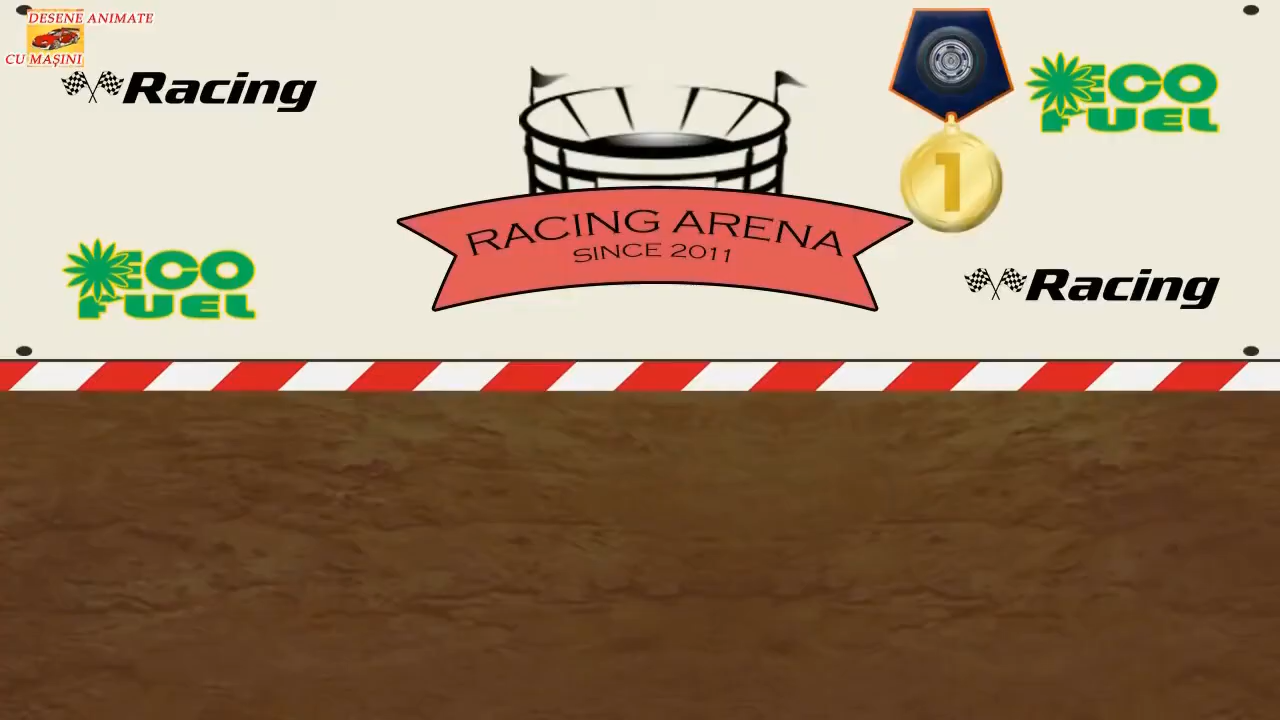 DESENE ANIMATE
CU MAȘINI
Racing
RACING ARENA
SINCE 2011
1
ECO
FUEL
ECO
FUEL
Racing